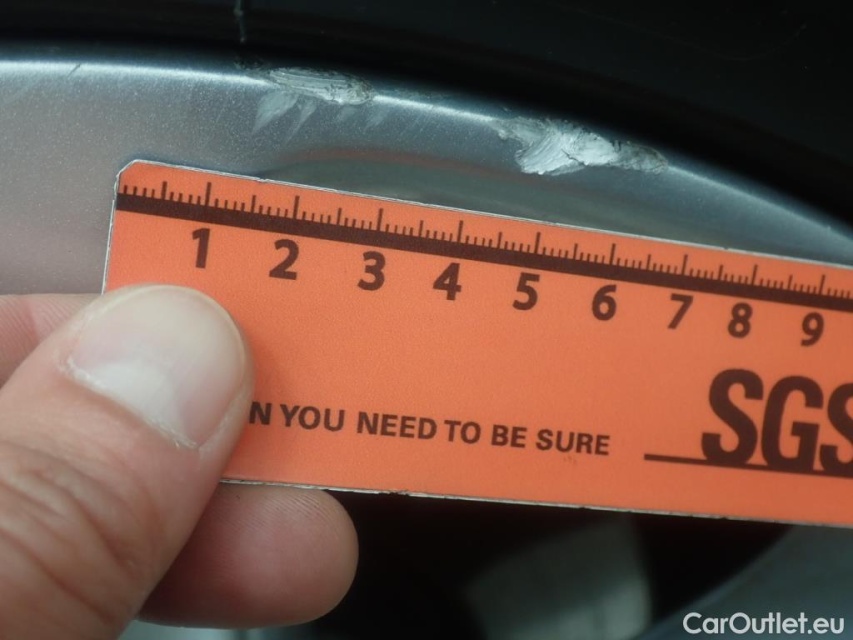 1 2 3 4 5 6 7 8 9
N YOU NEED TO BE SURE
SGS
CarOutlet.eu